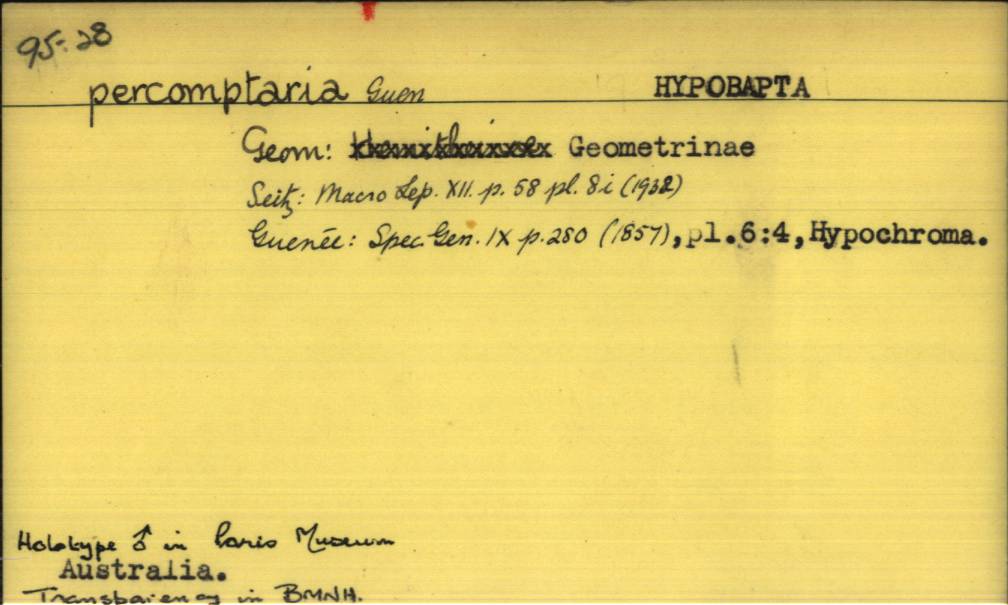 95-28
percomptaria Guen HYPOBAPTA
Geom: Geometrinae
Seitz: Macro Lep. XII. p. 58 pl. 8i (1932)
Guenée: Spec Gen. IX p. 280 (1857), pl.6:4, Hypochroma.
Holotype ♂ in Paris Museum
Australia.
Transparency in BMNH.